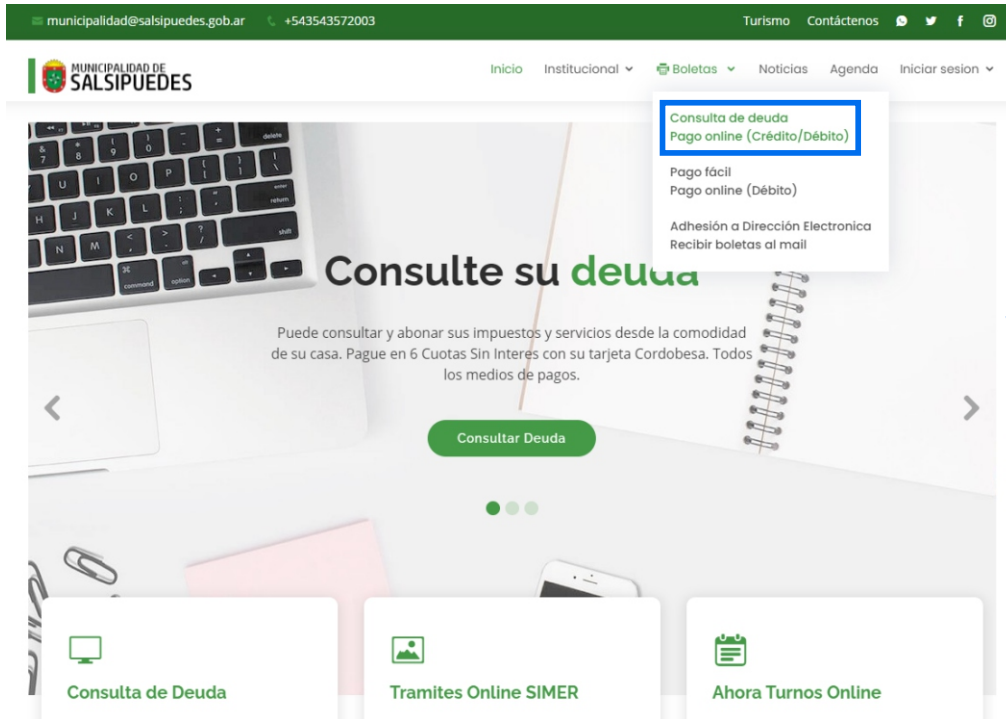 municipalidad@salsipuedes.gob.ar +543543572003 Turismo Contáctenos
MUNICIPALIDAD DE
SALSIPUEDES
Inicio Institucional Boletas Noticias Agenda Iniciar sesion
Consulta de deuda
Pago online (Crédito/Débito)
Pago fácil
Pago online (Débito)
Adhesión a Dirección Electronica
Recibir boletas al mail
Consulte su deuda
Puede consultar y abonar sus impuestos y servicios desde la comodidad
de su casa. Pague en 6 Cuotas Sin Interes con su tarjeta Cordobesa. Todos
los medios de pagos.
Consultar Deuda
Consulta de Deuda
Tramites Online SIMER
Ahora Turnos Online